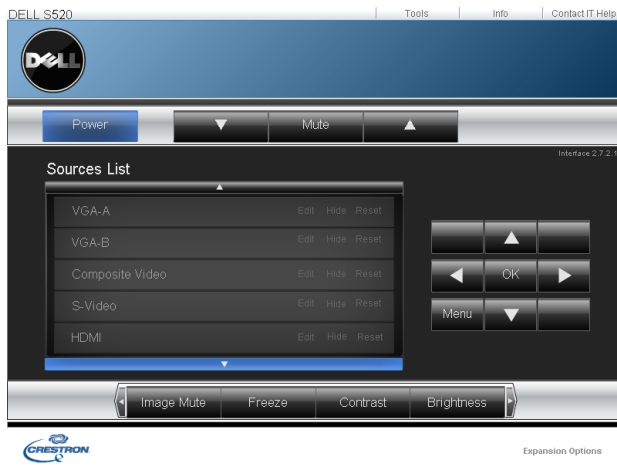 DELL S520
Tools Info Contact IT Help
DELL
Power Mute
Interface 2.7.2.1
Sources List
VGA-A Edit Hide Reset
VGA-B Edit Hide Reset
Composite Video Edit Hide Reset
S-Video Edit Hide Reset
HDMI Edit Hide Reset
OK
Menu
Image Mute Freeze Contrast Brightness
CRESTRON
Expansion Options